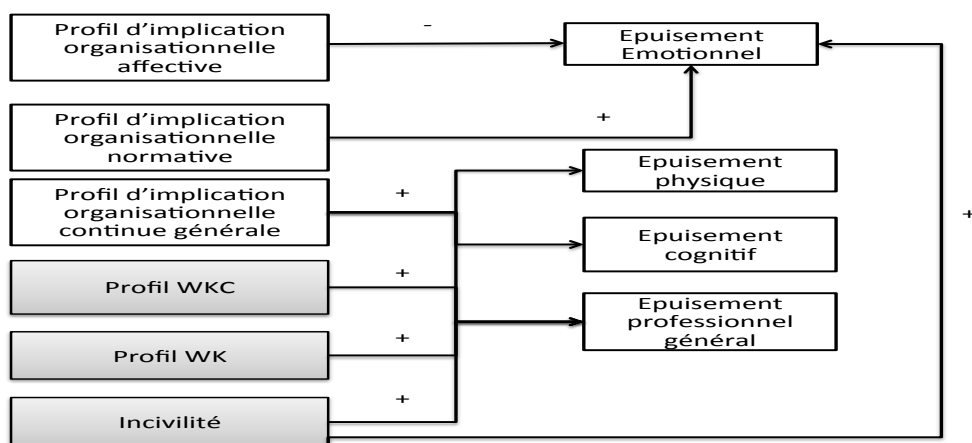 Profil d’implication
organisationnelle
affective
-
Epuisement
Emotionnel
Profil d’implication
organisationnelle
normative
+
Epuisement
physique
Profil d’implication
organisationnelle
continue générale
+
+
Epuisement
cognitif
Profil WKC
+
Epuisement
professionnel
général
Profil WK
+
Incivilité
+